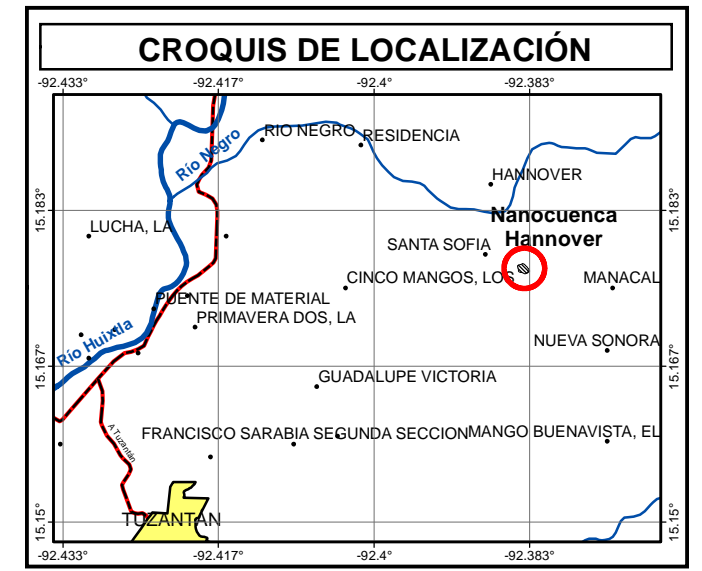 CROQUIS DE LOCALIZACIÓN
-92.433° -92.417° -92.4° -92.383°
Río Negro
RIO NEGRO
RESIDENCIA
HANNOVER
15.183° 15.183°
Nanocuenca
Hannover
LUCHA, LA
SANTA SOFIA
CINCO MANGOS, LOS
MANACAL
PUENTE DE MATERIAL
PRIMAVERA DOS, LA
Río Huixtla
NUEVA SONORA
15.167° 15.167°
GUADALUPE VICTORIA
A Tuzantán
FRANCISCO SARABIA SEGUNDA SECCION
MANGO BUENAVISTA, EL
TUZANTAN
15.15° 15.15°
-92.433° -92.417° -92.4° -92.383°